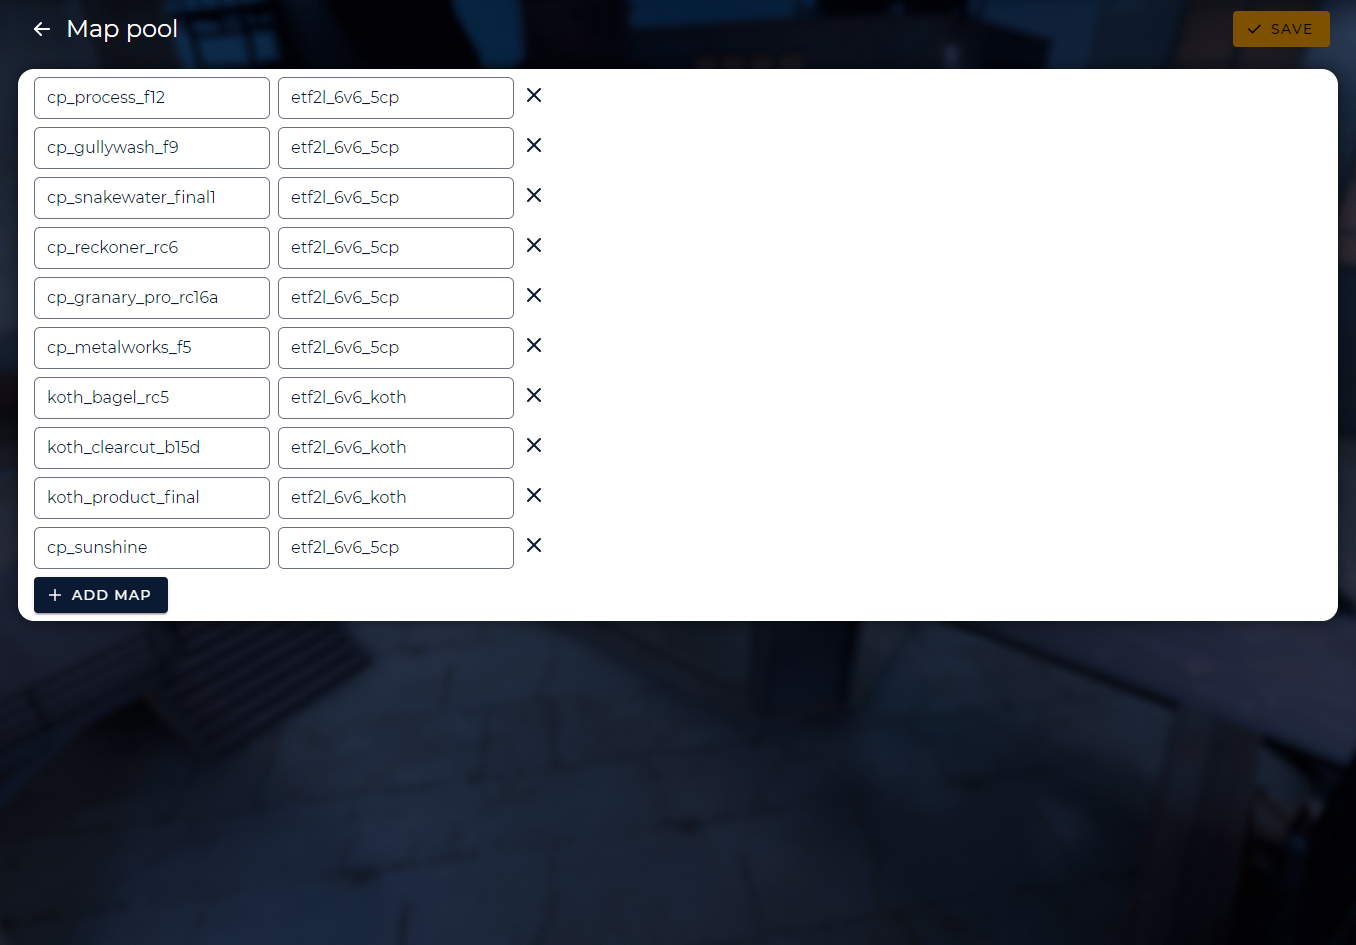 Map pool
SAVE
cp_process_f12 etf2l_6v6_5cp
cp_gullywash_f9 etf2l_6v6_5cp
cp_snakewater_final1 etf2l_6v6_5cp
cp_reckoner_rc6 etf2l_6v6_5cp
cp_granary_pro_rc16a etf2l_6v6_5cp
cp_metalworks_f5 etf2l_6v6_5cp
koth_bagel_rc5 etf2l_6v6_koth
koth_clearcut_b15d etf2l_6v6_koth
koth_product_final etf2l_6v6_koth
cp_sunshine etf2l_6v6_5cp
ADD MAP